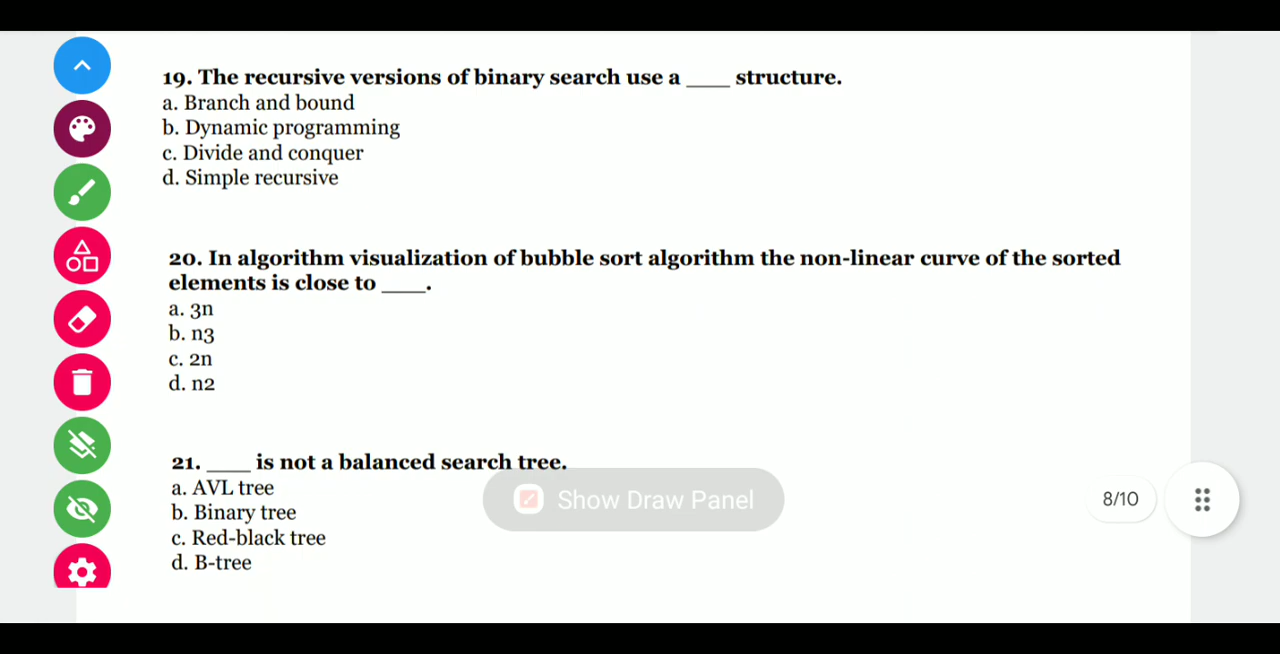 19. The recursive versions of binary search use a ____ structure.
a. Branch and bound
b. Dynamic programming
c. Divide and conquer
d. Simple recursive
20. In algorithm visualization of bubble sort algorithm the non-linear curve of the sorted
elements is close to ____.
a. 3n
b. n3
c. 2n
d. n2
21. ____ is not a balanced search tree.
a. AVL tree
b. Binary tree
c. Red-black tree
d. B-tree
Show Draw Panel
8/10